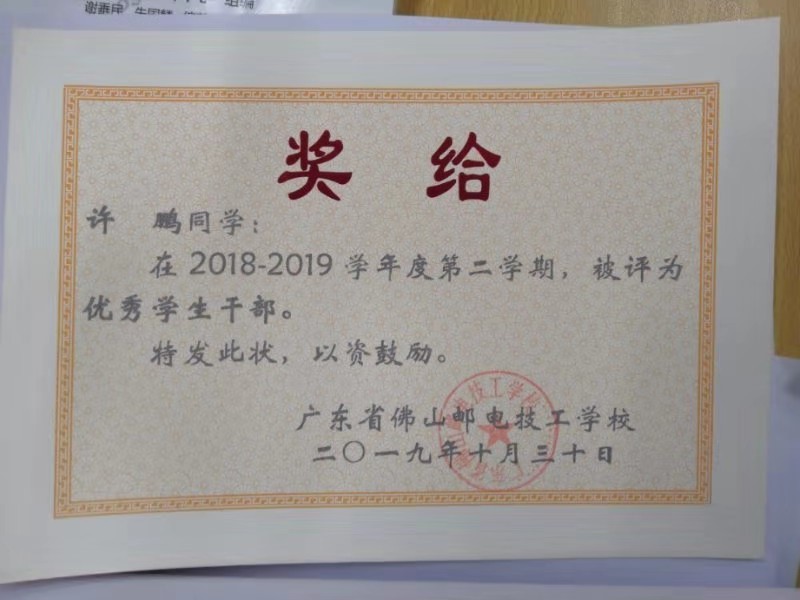 组编
奖 给
许 鹏同学：
在 2018-2019 学年度第二学期，被评为
优秀学生干部。
特发此状，以资鼓励。
广东省佛山邮电技工学校
二〇一九年十月三十日